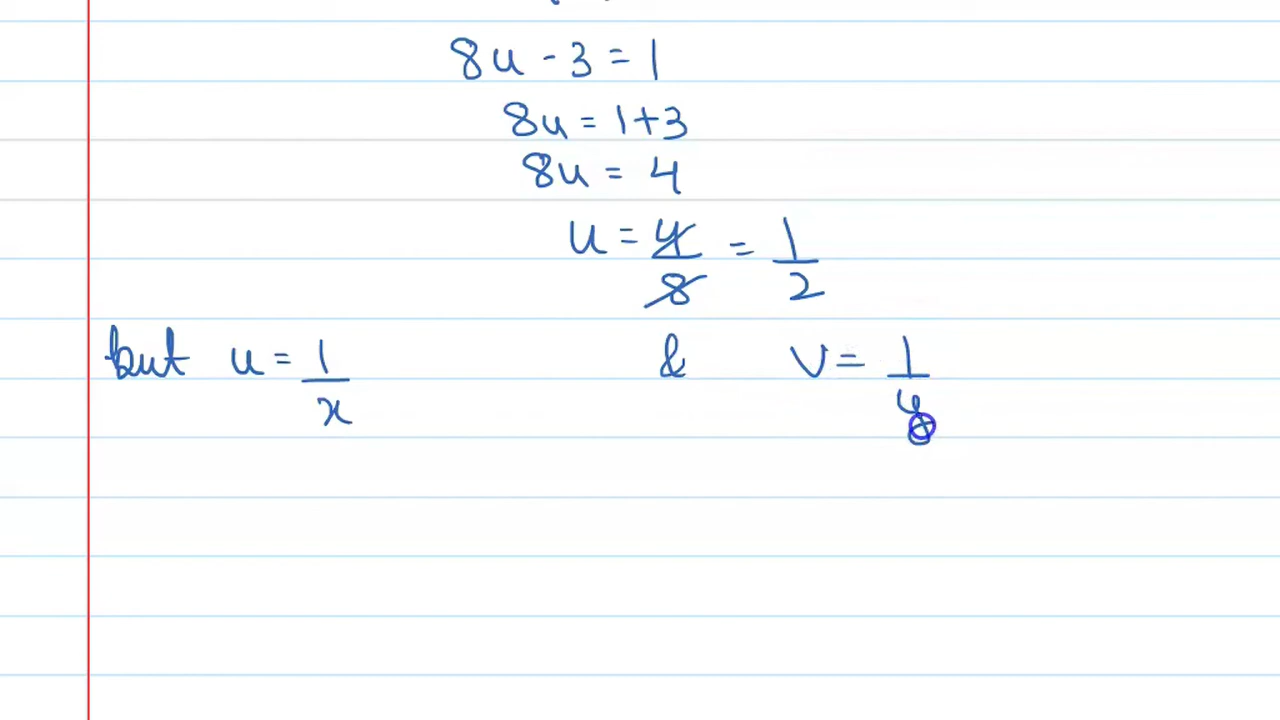 8u - 3 = 1
8u = 1+3
8u = 4
u = 4/8 = 1/2
but u = 1/x & v = 1/y